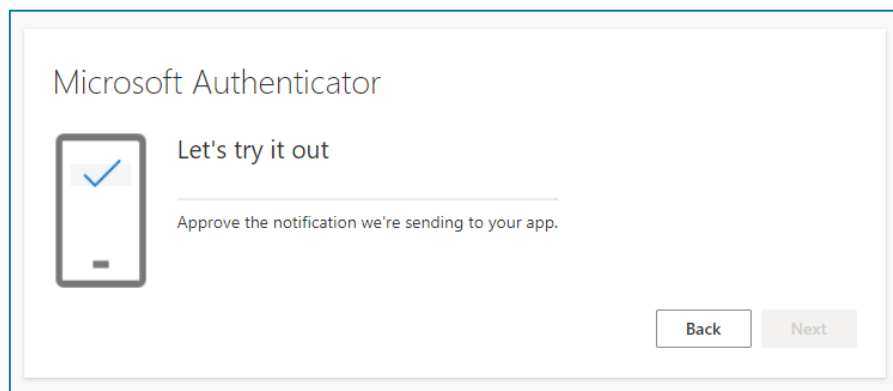 Microsoft Authenticator
Let's try it out
Approve the notification we're sending to your app.
Back
Next